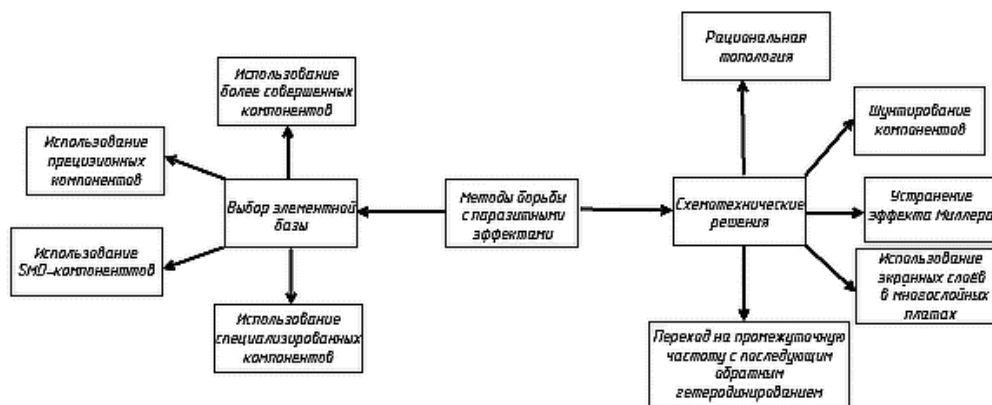 Рациональная
топология
Использование
более совершенных
компонентов
Шунтирование
компонентов
Использование
прецизионных
компонентов
Выбор элементной
базы
Методы борьбы
с паразитными
эффектами
Схемотехнические
решения
Устранение
эффекта Миллера
Использование
SMD-компоненттов
Использование
экранных слоёв
в многослойных
платах
Использование
специализированных
компонентов
Переход на промежуточную
частоту с последующим
обратным
гетеродинированием